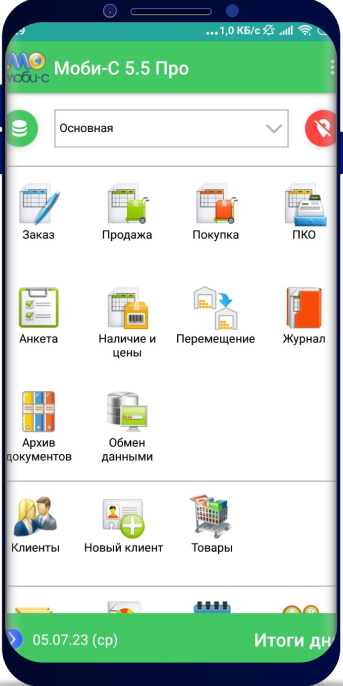 ...1,0 КБ/с
МО
моби-с
Моби-С 5.5 Про
Основная
Заказ
Продажа
Покупка
ПКО
Анкета
Наличие и
цены
Перемещение
Журнал
Архив
документов
Обмен
данными
Клиенты
Новый клиент
Товары
05.07.23 (ср)
Итоги дн